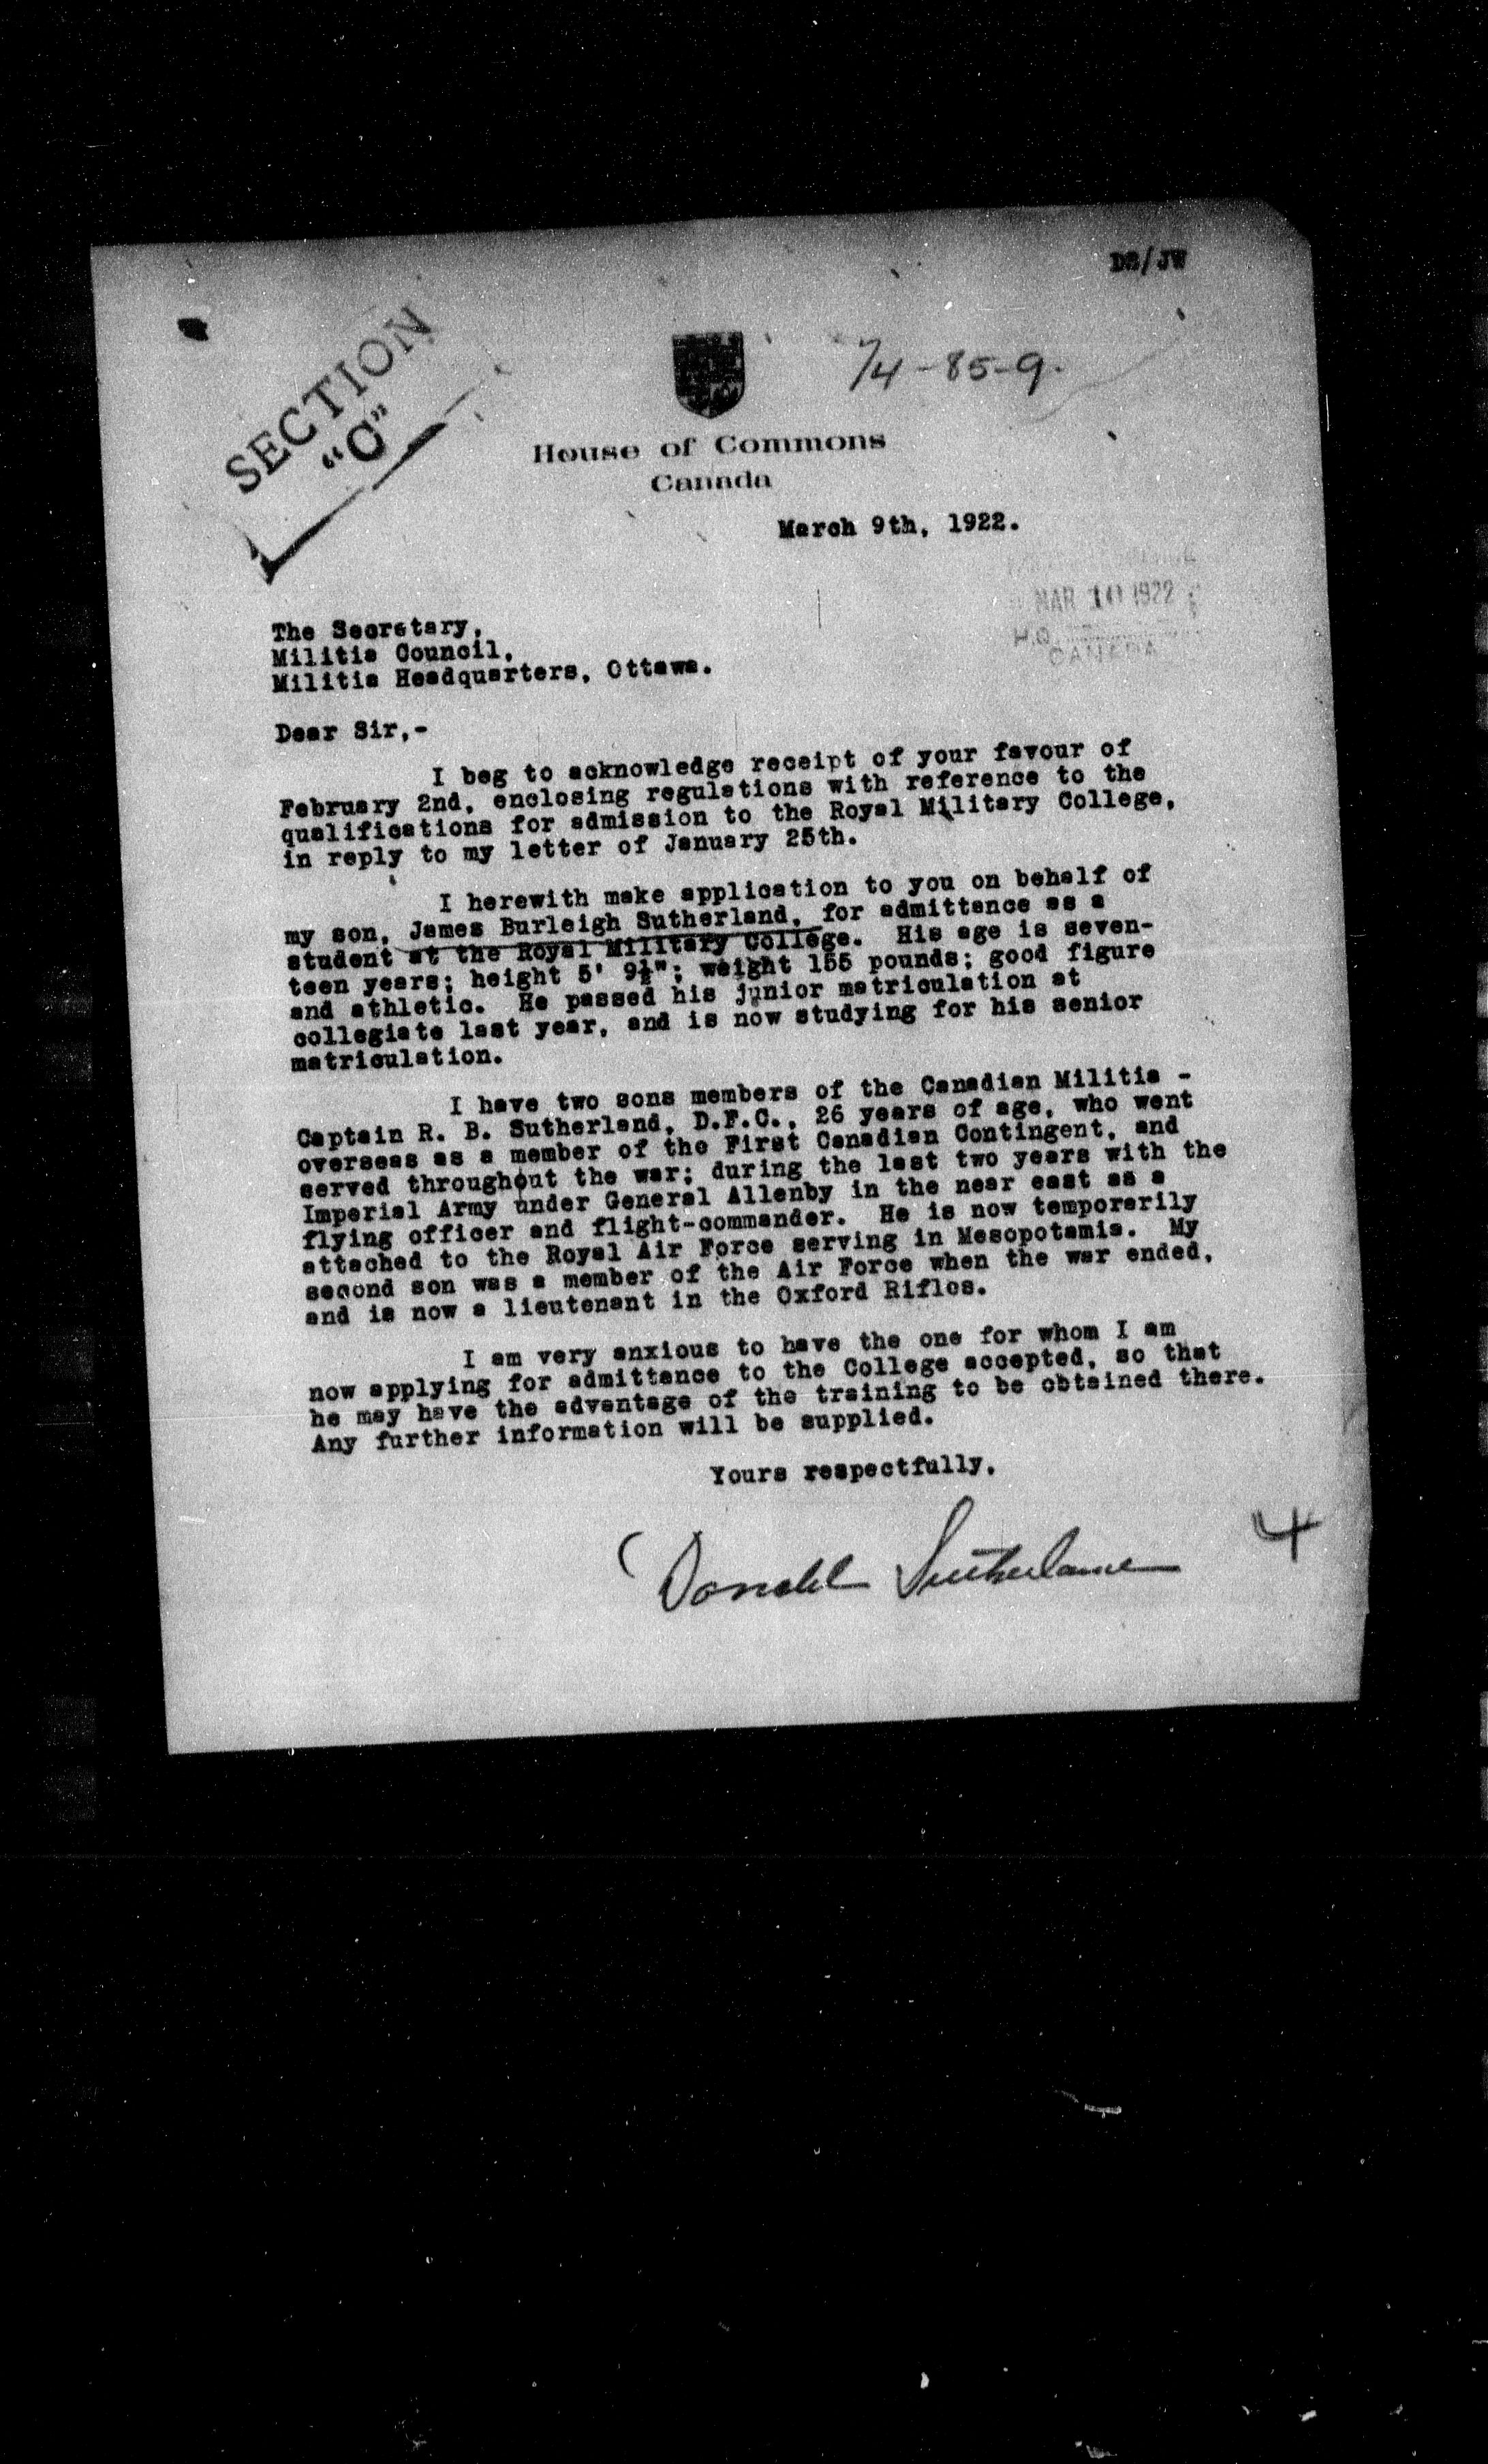 DS/JW
SECTION
"O"
74-85-9.
House of Commons
Canada
March 9th, 1922.
MAR 10 1922
H.Q.
CANADA
The Secretary,
Militia Council,
Militia Headquarters, Ottawa.
Dear Sir,-
I beg to acknowledge receipt of your favour of
February 2nd, enclosing regulations with reference to the
qualifications for admission to the Royal Military College,
in reply to my letter of January 25th.
I herewith make application to you on behalf of
my son, James Burleigh Sutherland, for admittance as a
student at the Royal Military College. His age is seven-
teen years; height 5' 9½"; weight 155 pounds; good figure
and athletic. He passed his junior matriculation at
collegiate last year, and is now studying for his senior
matriculation.
I have two sons members of the Canadian Militia -
Captain R. B. Sutherland, D.F.C., 26 years of age, who went
overseas as a member of the First Canadian Contingent, and
served throughout the war; during the last two years with the
Imperial Army under General Allenby in the near east as a
flying officer and flight-commander. He is now temporarily
attached to the Royal Air Force serving in Mesopotamia. My
second son was a member of the Air Force when the war ended,
and is now a lieutenant in the Oxford Rifles.
I am very anxious to have the one for whom I am
now applying for admittance to the College accepted, so that
he may have the advantage of the training to be obtained there.
Any further information will be supplied.
Yours respectfully,
Donald Sutherland
4